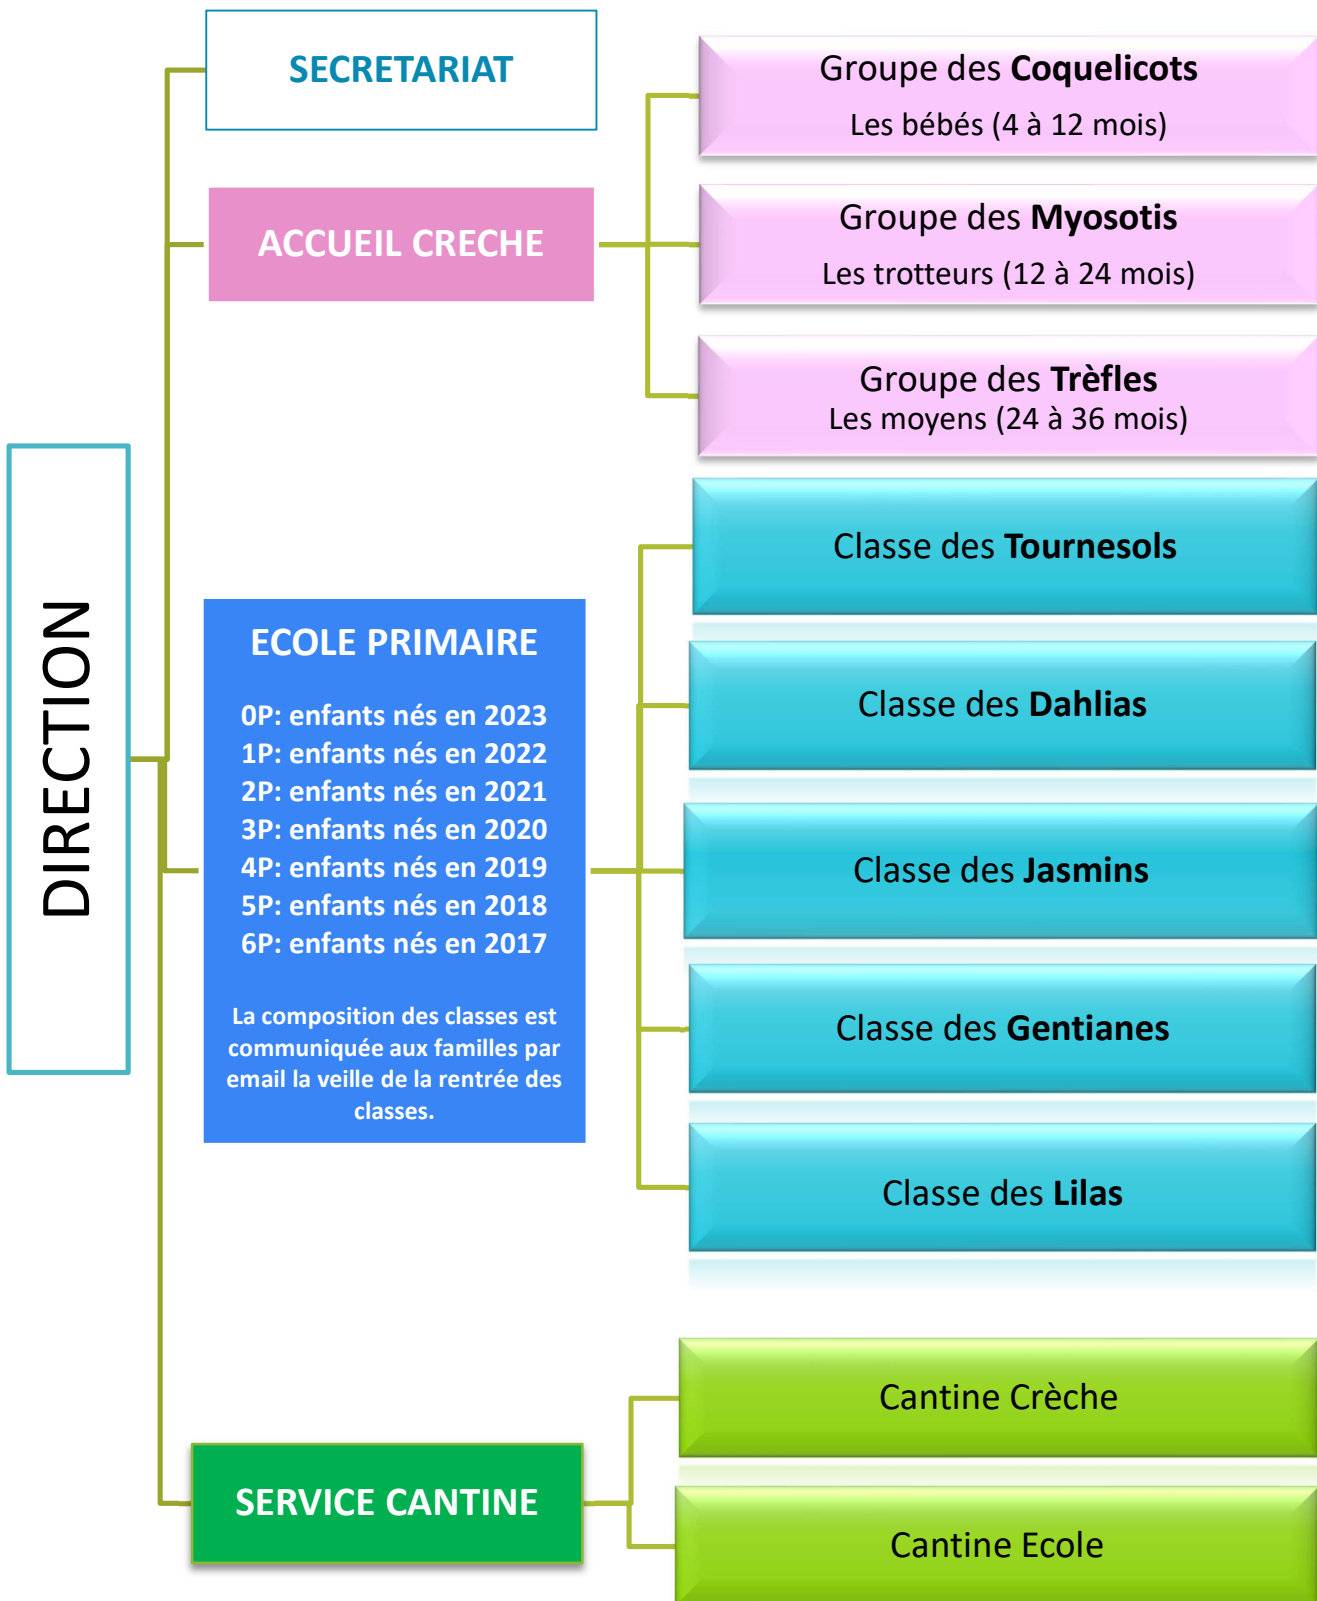 DIRECTION
SECRETARIAT
ACCUEIL CRECHE
Groupe des Coquelicots
Les bébés (4 à 12 mois)
Groupe des Myosotis
Les trotteurs (12 à 24 mois)
Groupe des Trèfles
Les moyens (24 à 36 mois)
ECOLE PRIMAIRE
0P: enfants nés en 2023
1P: enfants nés en 2022
2P: enfants nés en 2021
3P: enfants nés en 2020
4P: enfants nés en 2019
5P: enfants nés en 2018
6P: enfants nés en 2017
La composition des classes est
communiquée aux familles par
email la veille de la rentrée des
classes.
Classe des Tournesols
Classe des Dahlias
Classe des Jasmins
Classe des Gentianes
Classe des Lilas
SERVICE CANTINE
Cantine Crèche
Cantine Ecole